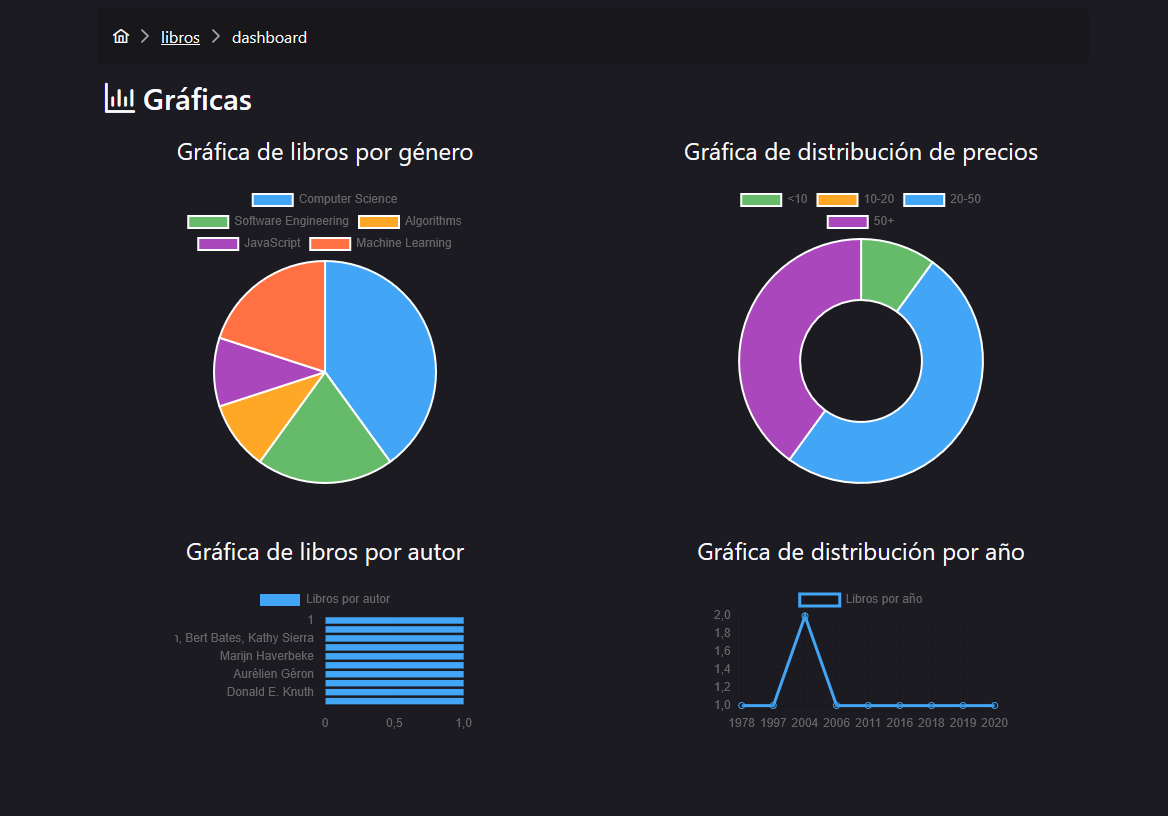 libros dashboard
Gráficas
Gráfica de libros por género
Computer Science
Software Engineering Algorithms
JavaScript Machine Learning
Gráfica de distribución de precios
<10 10-20 20-50
50+
Gráfica de libros por autor
Libros por autor
1
, Bert Bates, Kathy Sierra
Marijn Haverbeke
Aurélien Géron
Donald E. Knuth
0 0,5 1,0
Gráfica de distribución por año
Libros por año
2,0
1,8
1,6
1,4
1,2
1,0
1978 1997 2004 2006 2011 2016 2018 2019 2020